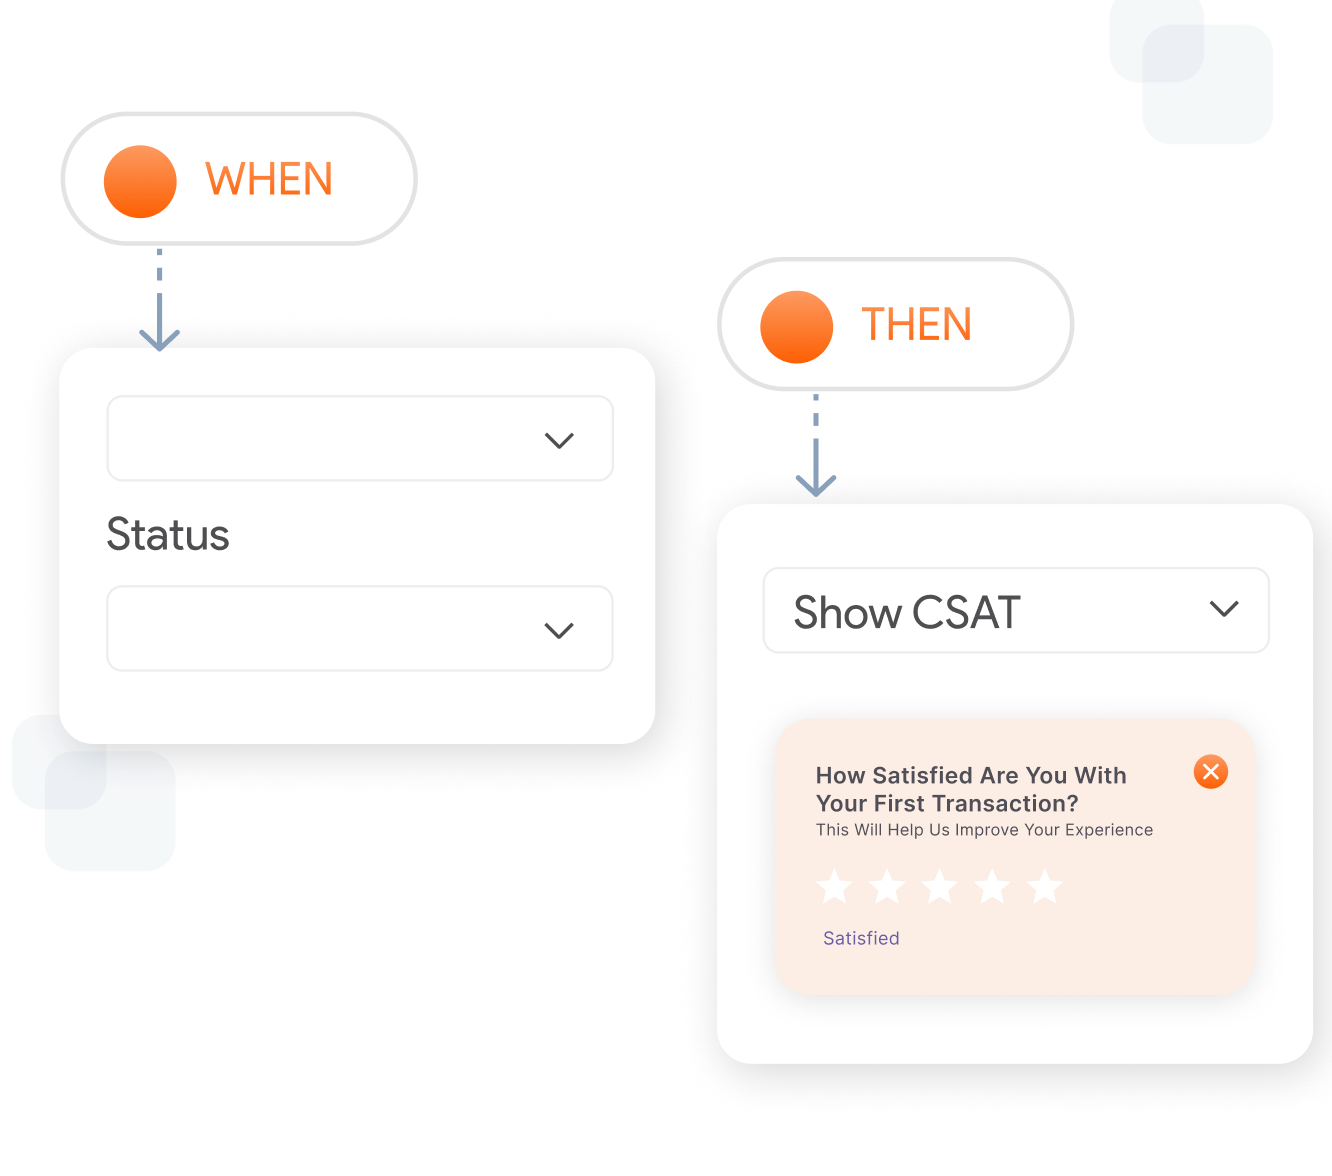 WHEN
Status
THEN
Show CSAT
How Satisfied Are You With
Your First Transaction?
This Will Help Us Improve Your Experience
Satisfied